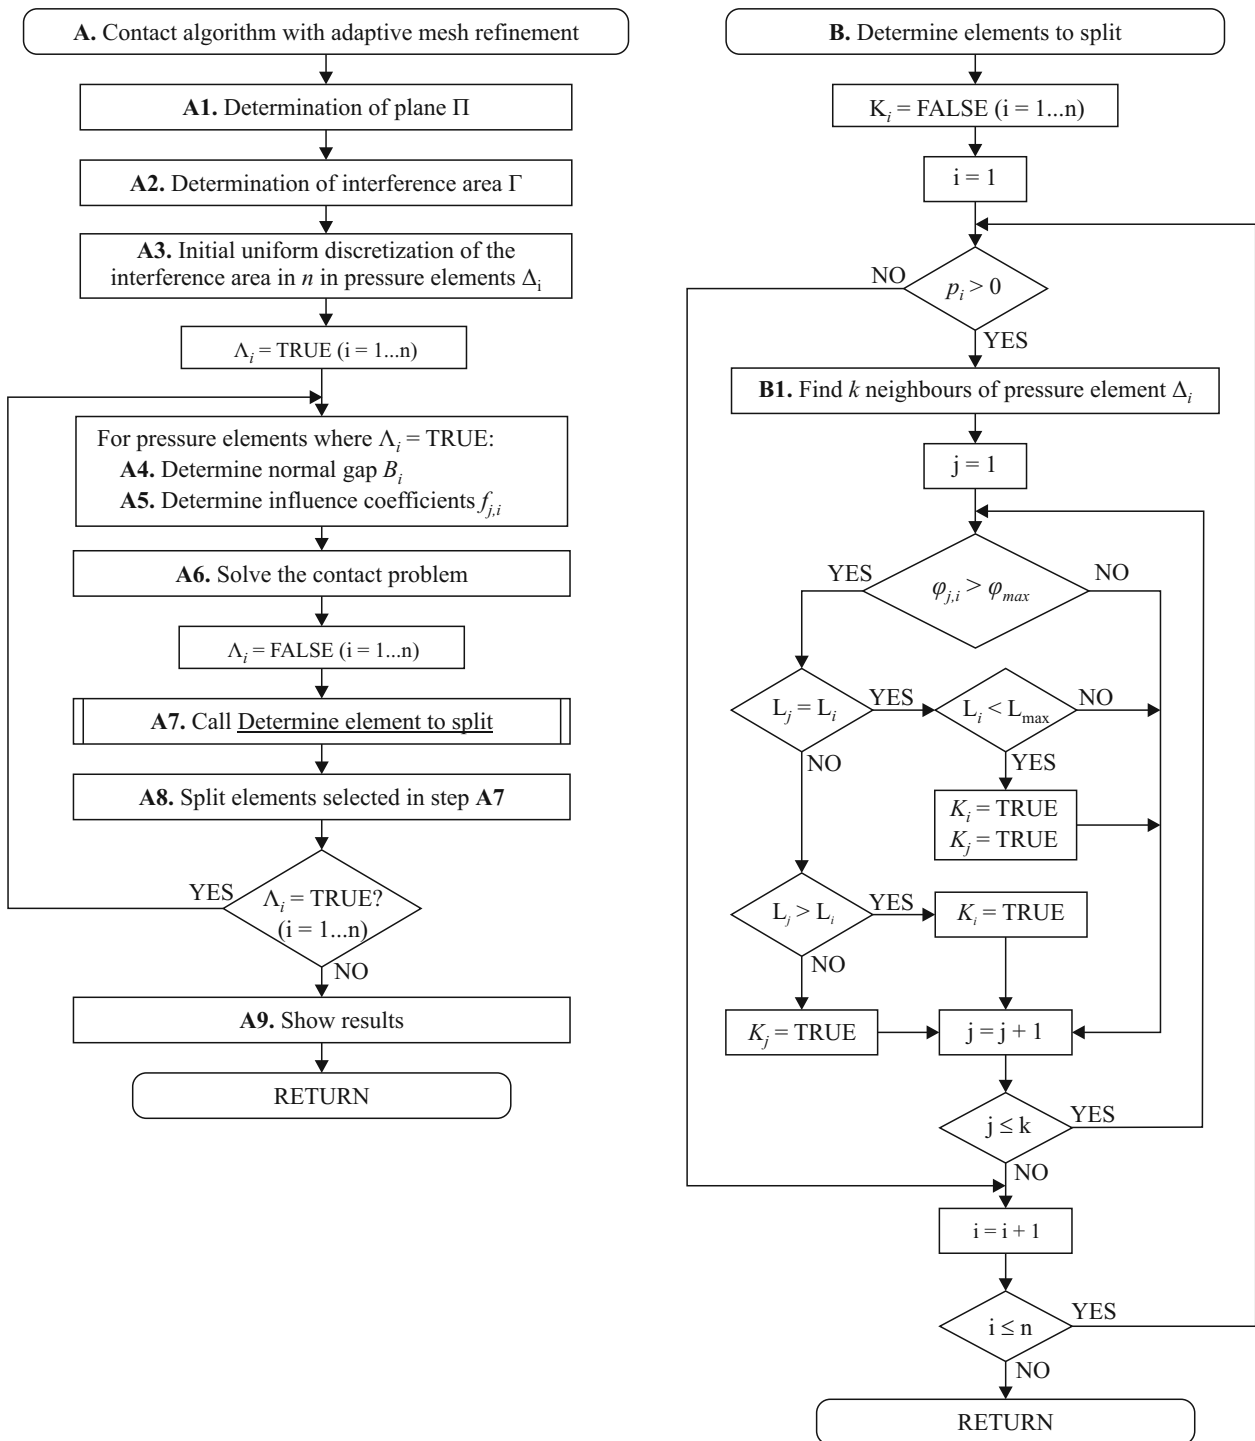 A. Contact algorithm with adaptive mesh refinement
A1. Determination of plane Π
A2. Determination of interference area Γ
A3. Initial uniform discretization of the
interference area in n in pressure elements Δi
Λi = TRUE (i = 1...n)
For pressure elements where Λi = TRUE:
A4. Determine normal gap Bi
A5. Determine influence coefficients fj,i
A6. Solve the contact problem
Λi = FALSE (i = 1...n)
A7. Call Determine element to split
A8. Split elements selected in step A7
YES
Λi = TRUE?
(i = 1...n)
NO
A9. Show results
RETURN
B. Determine elements to split
Ki = FALSE (i = 1...n)
i = 1
NO
pi > 0
YES
B1. Find k neighbours of pressure element Δi
j = 1
YES
φj,i > φmax
NO
Lj = Li
YES
Li < Lmax
NO
NO
YES
Ki = TRUE
Kj = TRUE
Lj > Li
YES
Ki = TRUE
NO
Kj = TRUE
j = j + 1
j ≤ k
YES
NO
i = i + 1
i ≤ n
YES
NO
RETURN